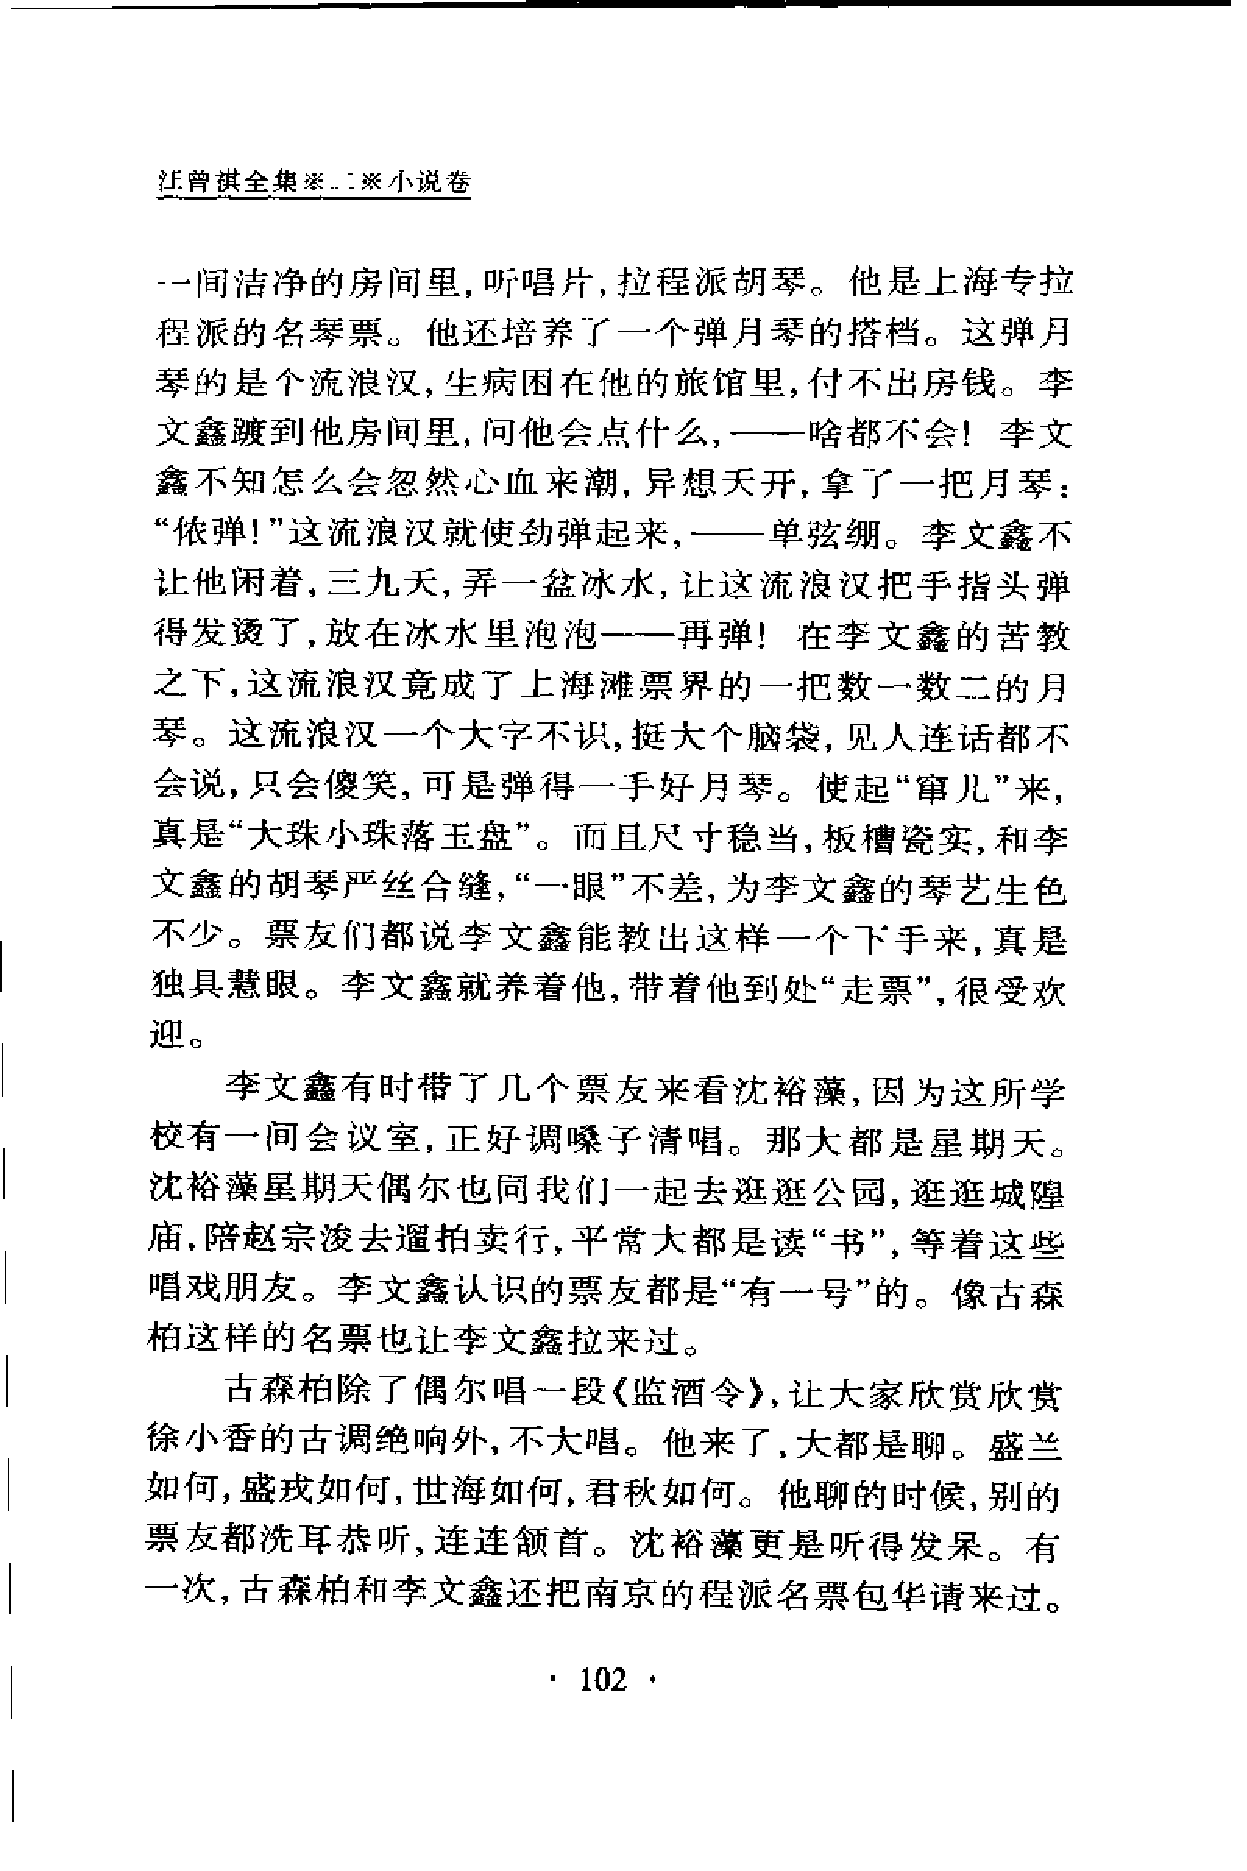 汪曾祺全集※二※小说卷
一间洁净的房间里,听唱片,拉程派胡琴。他是上海专拉
程派的名琴票。他还培养了一个弹月琴的搭档。这弹月
琴的是个流浪汉,生病困在他的旅馆里,付不出房钱。李
文鑫踱到他房间里,问他会点什么,——啥都不会! 李文
鑫不知怎么会忽然心血来潮,异想天开,拿了一把月琴:
“侬弹!”这流浪汉就使劲弹起来,——单弦绷。李文鑫不
让他闲着,三九天,弄一盆冰水,让这流浪汉把手指头弹
得发烫了,放在冰水里泡泡——再弹! 在李文鑫的苦教
之下,这流浪汉竟成了上海滩票界的一把数一数二的月
琴。这流浪汉一个大字不识,挺大个脑袋,见人连话都不
会说,只会傻笑,可是弹得一手好月琴。使起“窜儿”来,
真是“大珠小珠落玉盘”。而且尺寸稳当,板槽瓷实,和李
文鑫的胡琴严丝合缝,“一眼”不差,为李文鑫的琴艺生色
不少。票友们都说李文鑫能教出这样一个下手来,真是
独具慧眼。李文鑫就养着他,带着他到处“走票”,很受欢
迎。
李文鑫有时带了几个票友来看沈裕藻,因为这所学
校有一间会议室,正好调嗓子清唱。那大都是星期天。
沈裕藻星期天偶尔也同我们一起去逛逛公园,逛逛城隍
庙,陪赵宗浚去遛拍卖行,平常大都是读“书”,等着这些
唱戏朋友。李文鑫认识的票友都是“有一号”的。像古森
柏这样的名票也让李文鑫拉来过。
古森柏除了偶尔唱一段《监酒令》,让大家欣赏欣赏
徐小香的古调绝响外,不大唱。他来了,大都是聊。盛兰
如何,盛戎如何,世海如何,君秋如何。他聊的时候,别的
票友都洗耳恭听,连连颔首。沈裕藻更是听得发呆。有
一次,古森柏和李文鑫还把南京的程派名票包华请来过。
· 102 ·